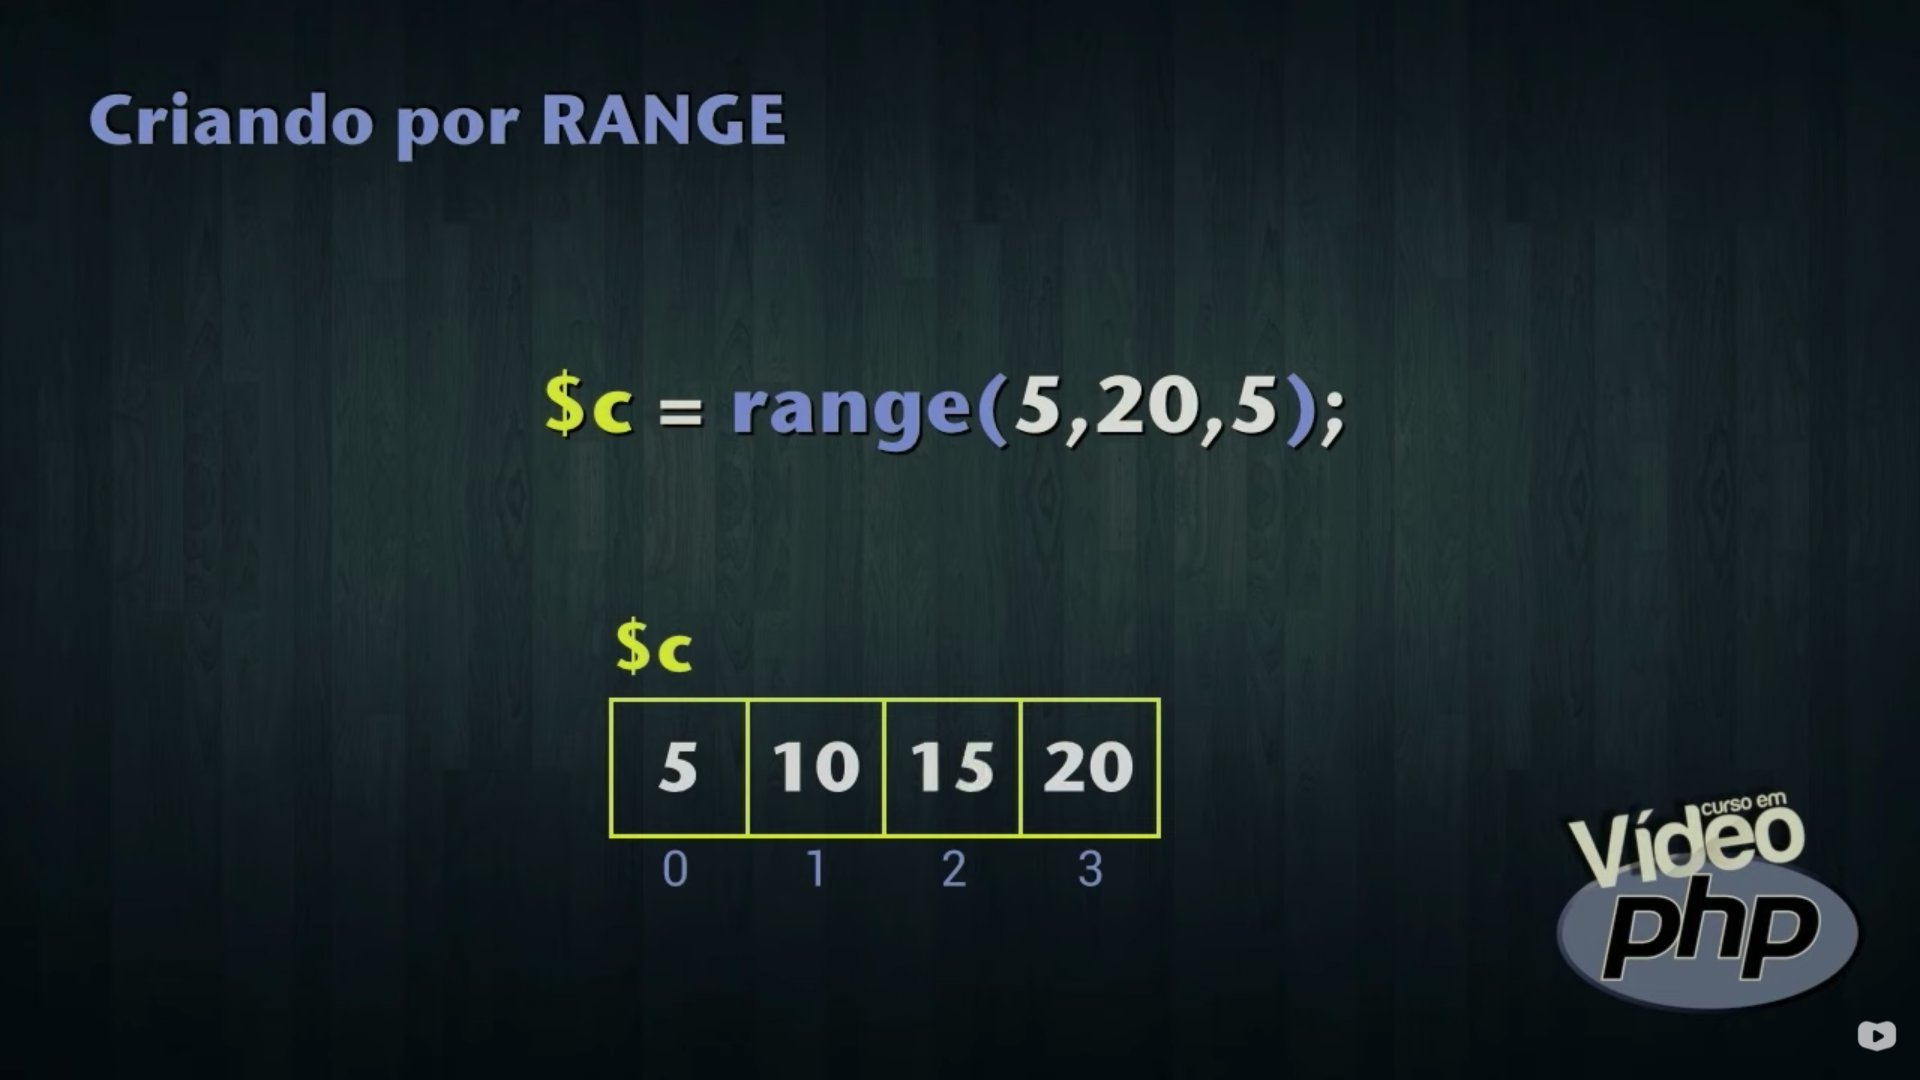 Criando por RANGE
$c = range(5,20,5);
$c
5 10 15 20
0 1 2 3
curso em
Vídeo
php